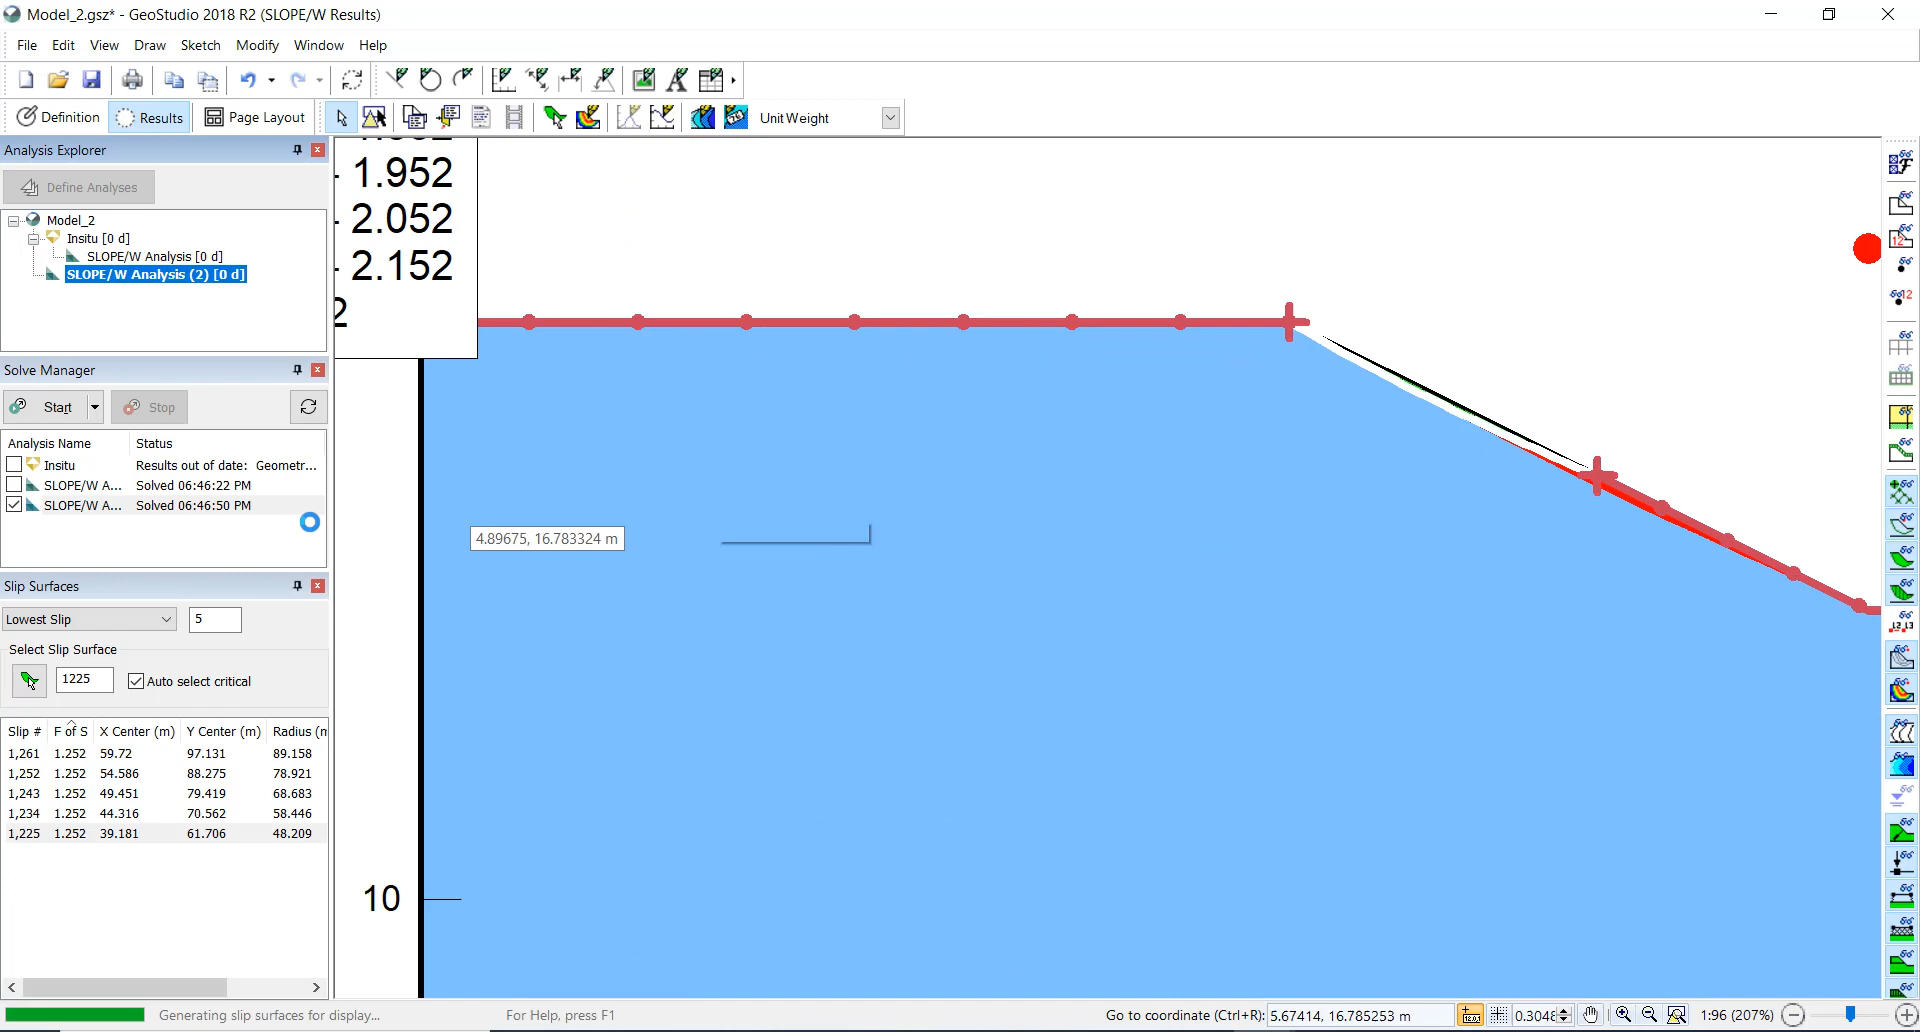 Model_2.gsz* - GeoStudio 2018 R2 (SLOPE/W Results)
File Edit View Draw Sketch Modify Window Help
Definition Results Page Layout Unit Weight
Analysis Explorer
Define Analyses
Model_2
Insitu [0 d]
SLOPE/W Analysis [0 d]
SLOPE/W Analysis (2) [0 d]
Solve Manager
Start Stop
Analysis Name Status
Insitu Results out of date: Geometr...
SLOPE/W A... Solved 06:46:22 PM
SLOPE/W A... Solved 06:46:50 PM
Slip Surfaces
Lowest Slip 5
Select Slip Surface
1225 Auto select critical
Slip # F of S X Center (m) Y Center (m) Radius (m
1,261 1.252 59.72 97.131 89.158
1,252 1.252 54.586 88.275 78.921
1,243 1.252 49.451 79.419 68.683
1,234 1.252 44.316 70.562 58.446
1,225 1.252 39.181 61.706 48.209
- 1.952
- 2.052
- 2.152
2
4.89675, 16.783324 m
10
Generating slip surfaces for display... For Help, press F1 Go to coordinate (Ctrl+R): 5.67414, 16.785253 m 0.3048 1:96 (207%)